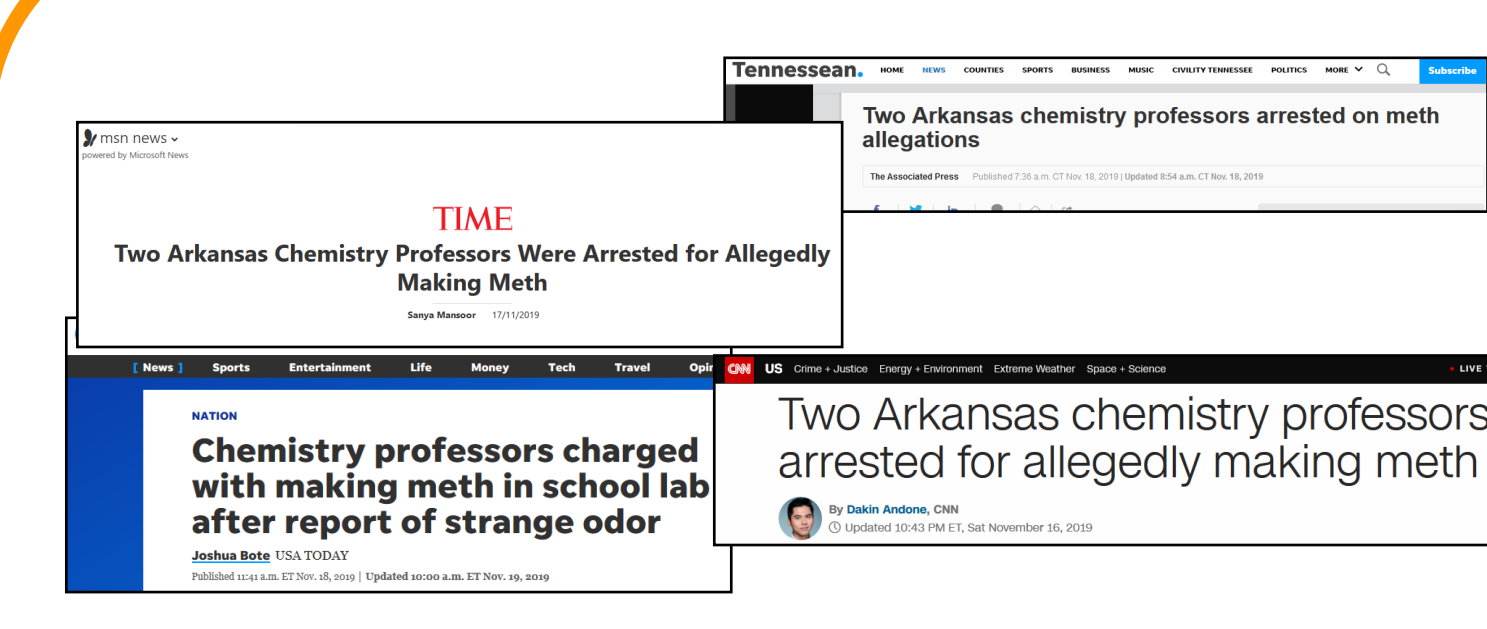 Tennessean. HOME NEWS COUNTIES SPORTS BUSINESS MUSIC CIVILITY TENNESSEE POLITICS MORE Subscribe
Two Arkansas chemistry professors arrested on meth
allegations
The Associated Press Published 7:36 a.m. CT Nov. 18, 2019 | Updated 8:54 a.m. CT Nov. 18, 2019
msn news
powered by Microsoft News
TIME
Two Arkansas Chemistry Professors Were Arrested for Allegedly
Making Meth
Sanya Mansoor 17/11/2019
[ News ] Sports Entertainment Life Money Tech Travel
NATION
Chemistry professors charged
with making meth in school lab
after report of strange odor
Joshua Bote USA TODAY
Published 11:41 a.m. ET Nov. 18, 2019 | Updated 10:00 a.m. ET Nov. 19, 2019
CNN US Crime + Justice Energy + Environment Extreme Weather Space + Science LIVE
Two Arkansas chemistry professors
arrested for allegedly making meth
By Dakin Andone, CNN
Updated 10:43 PM ET, Sat November 16, 2019